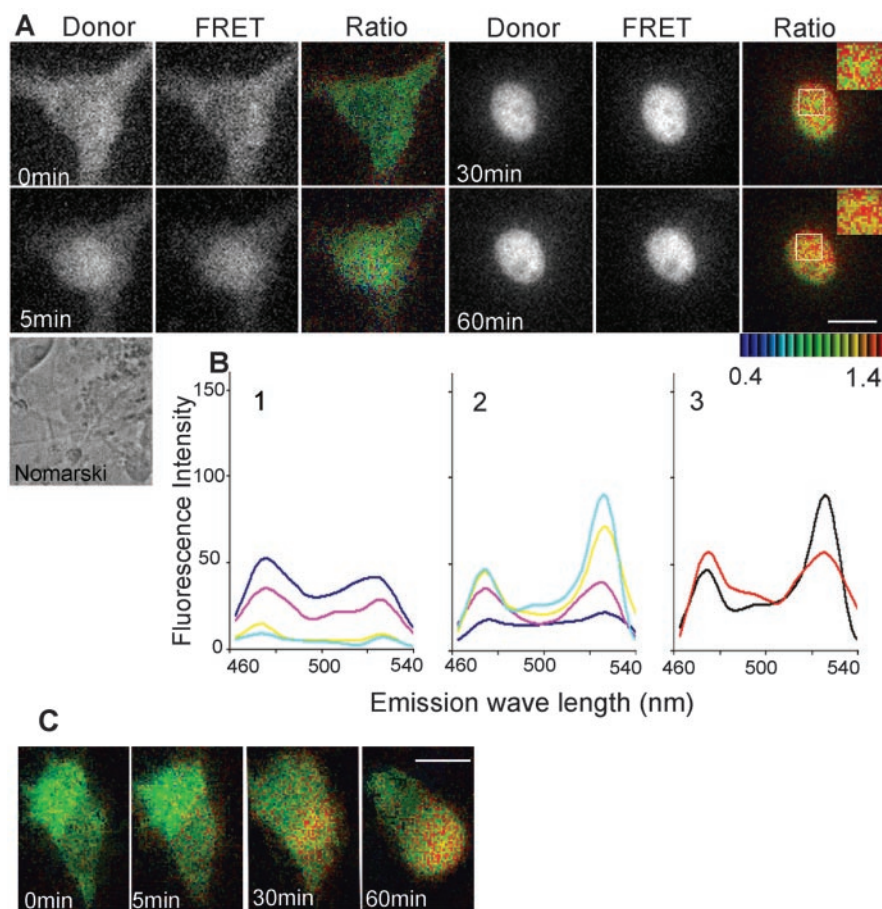 A
Donor FRET Ratio Donor FRET Ratio
0min 30min
5min 60min
0.4 1.4
Nomarski
B
Fluorescence Intensity
150
100
50
0
1 2 3
460 500 540 460 500 540 460 500 540
Emission wave length (nm)
C
0min 5min 30min 60min